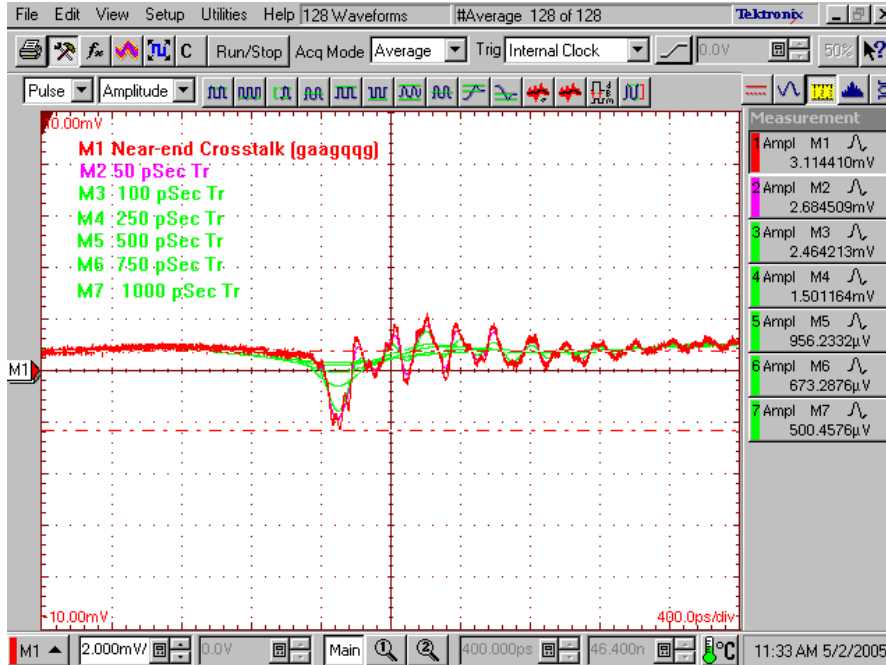 File Edit View Setup Utilities Help 128 Waveforms #Average 128 of 128 Tektronix
C Run/Stop Acq Mode Average Trig Internal Clock 0.0V 50%
Pulse Amplitude
Measurement
10.00mV
M1 Near-end Crosstalk (gaagqqg)
M2 50 pSec Tr
M3 100 pSec Tr
M4 250 pSec Tr
M5 500 pSec Tr
M6 750 pSec Tr
M7 1000 pSec Tr
1 Ampl M1
3.114410mV
2 Ampl M2
2.684509mV
3 Ampl M3
2.464213mV
4 Ampl M4
1.501164mV
5 Ampl M5
956.2332µV
6 Ampl M6
673.2876µV
7 Ampl M7
500.4576µV
M1
-10.00mV 400.0ps/div
M1 2.000mV/ 0.0V Main 1 2 400.000ps 46.400n °C 11:33 AM 5/2/2005